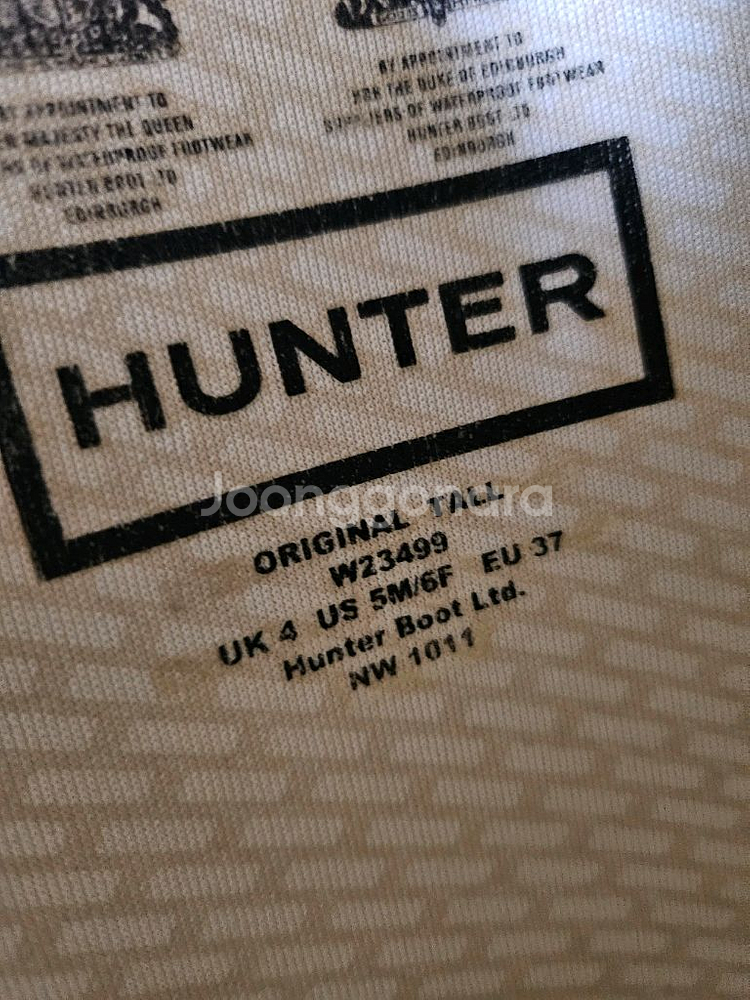 BY APPOINTMENT TO
HER MAJESTY THE QUEEN
OF WATERPROOF FOOTWEAR
HUNTER BOOT LTD
EDINBURGH
BY APPOINTMENT TO
HRH THE DUKE OF EDINBURGH
SUPPLIERS OF WATERPROOF FOOTWEAR
HUNTER BOOT LTD
EDINBURGH
HUNTER
Joonggonara
ORIGINAL TALL
W23499
UK 4 US 5M/6F EU 37
Hunter Boot Ltd.
NW 1011